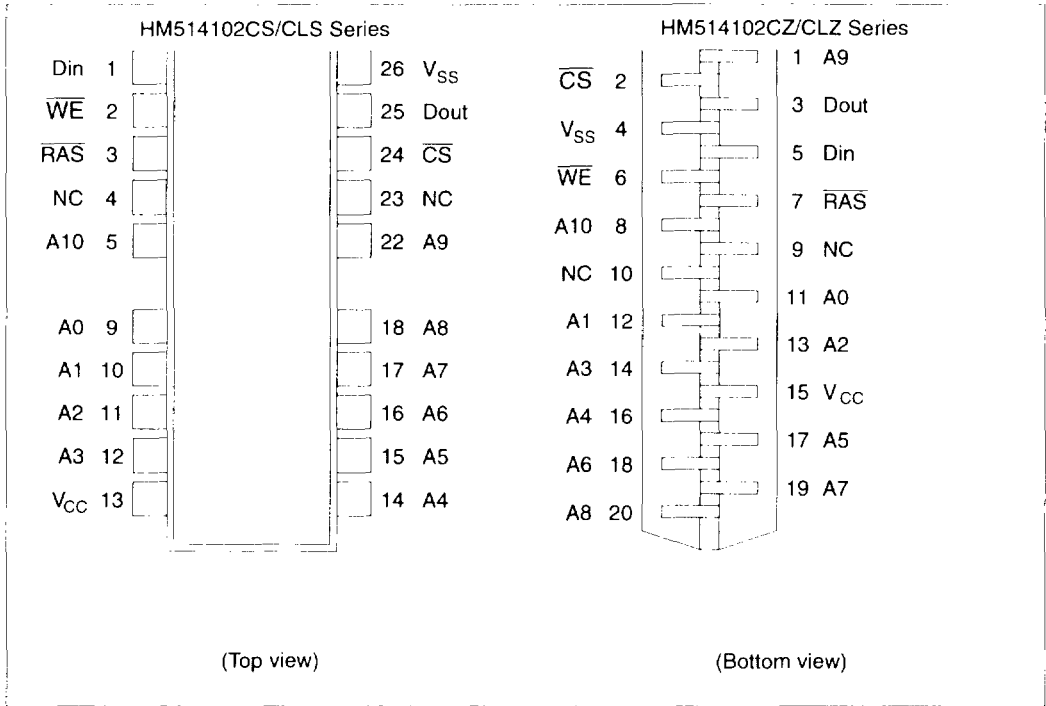 HM514102CS/CLS Series
Din 1
26 VSS
WE 2
25 Dout
RAS 3
24 CS
NC 4
23 NC
A10 5
22 A9
A0 9
18 A8
A1 10
17 A7
A2 11
16 A6
A3 12
15 A5
VCC 13
14 A4
(Top view)
HM514102CZ/CLZ Series
1 A9
CS 2
3 Dout
VSS 4
5 Din
WE 6
7 RAS
A10 8
9 NC
NC 10
11 A0
A1 12
13 A2
A3 14
15 VCC
A4 16
17 A5
A6 18
19 A7
A8 20
(Bottom view)